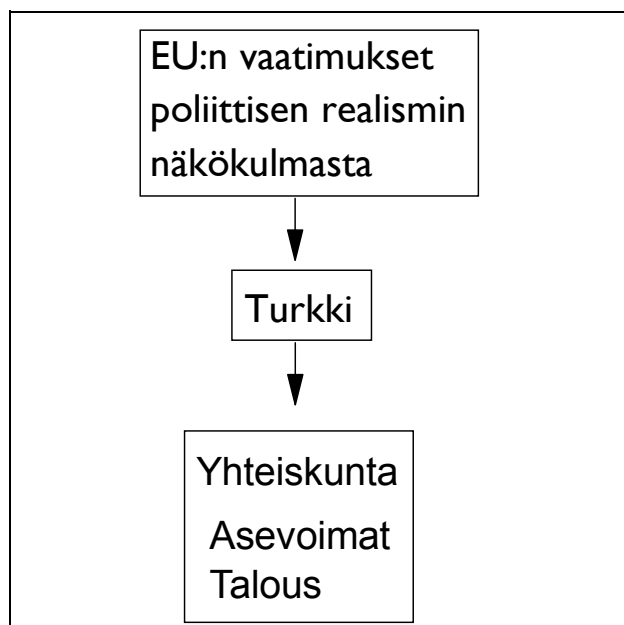 EU:n vaatimukset
poliittisen realismin
näkökulmasta
Turkki
Yhteiskunta
Asevoimat
Talous